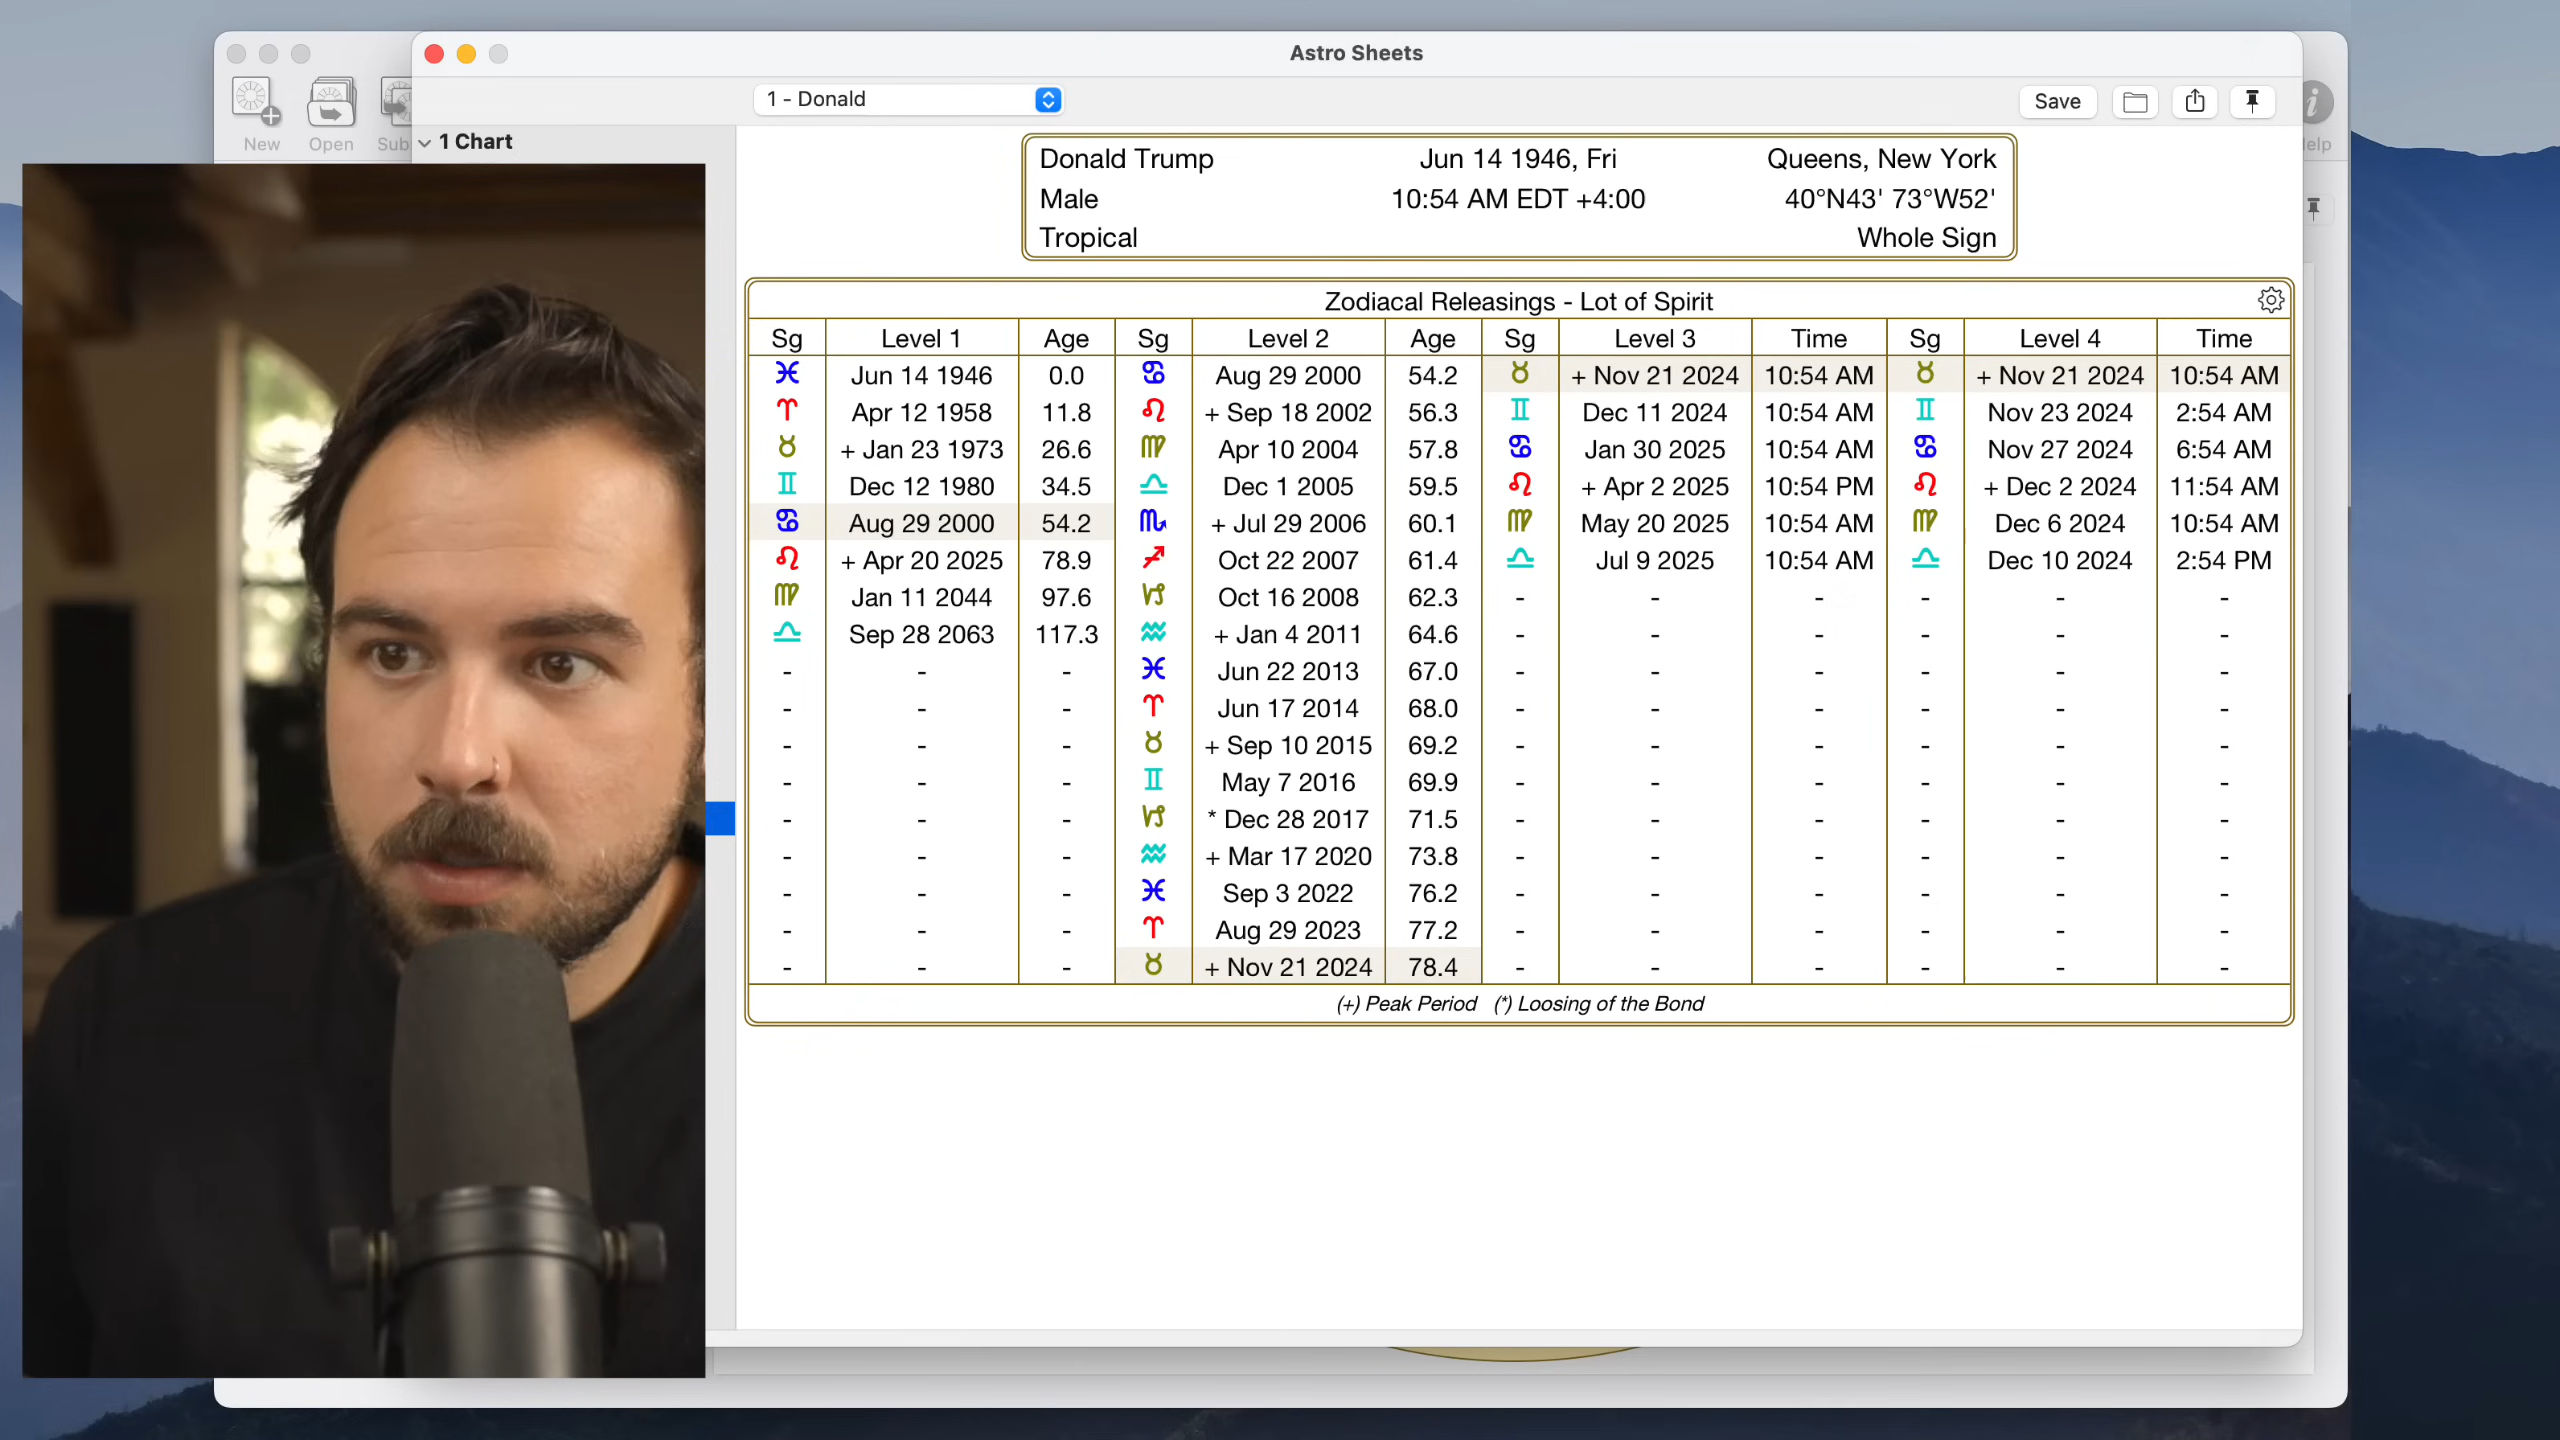 Astro Sheets
1 - Donald
Save
New Open Sub
1 Chart
Donald Trump Jun 14 1946, Fri Queens, New York
Male 10:54 AM EDT +4:00 40°N43' 73°W52'
Tropical Whole Sign
Zodiacal Releasings - Lot of Spirit
Sg Level 1 Age Sg Level 2 Age Sg Level 3 Time Sg Level 4 Time
♓ Jun 14 1946 0.0 ♋ Aug 29 2000 54.2 ♉ + Nov 21 2024 10:54 AM ♉ + Nov 21 2024 10:54 AM
♈ Apr 12 1958 11.8 ♌ + Sep 18 2002 56.3 ♊ Dec 11 2024 10:54 AM ♊ Nov 23 2024 2:54 AM
♉ + Jan 23 1973 26.6 ♍ Apr 10 2004 57.8 ♋ Jan 30 2025 10:54 AM ♋ Nov 27 2024 6:54 AM
♊ Dec 12 1980 34.5 ♎ Dec 1 2005 59.5 ♌ + Apr 2 2025 10:54 PM ♌ + Dec 2 2024 11:54 AM
♋ Aug 29 2000 54.2 ♏ + Jul 29 2006 60.1 ♍ May 20 2025 10:54 AM ♍ Dec 6 2024 10:54 AM
♌ + Apr 20 2025 78.9 ♐ Oct 22 2007 61.4 ♎ Jul 9 2025 10:54 AM ♎ Dec 10 2024 2:54 PM
♍ Jan 11 2044 97.6 ♑ Oct 16 2008 62.3 - - - - - -
♎ Sep 28 2063 117.3 ♒ + Jan 4 2011 64.6 - - - - - -
- - - ♓ Jun 22 2013 67.0 - - - - - -
- - - ♈ Jun 17 2014 68.0 - - - - - -
- - - ♉ + Sep 10 2015 69.2 - - - - - -
- - - ♊ May 7 2016 69.9 - - - - - -
- - - ♑ * Dec 28 2017 71.5 - - - - - -
- - - ♒ + Mar 17 2020 73.8 - - - - - -
- - - ♓ Sep 3 2022 76.2 - - - - - -
- - - ♈ Aug 29 2023 77.2 - - - - - -
- - - ♉ + Nov 21 2024 78.4 - - - - - -
(+) Peak Period (*) Loosing of the Bond